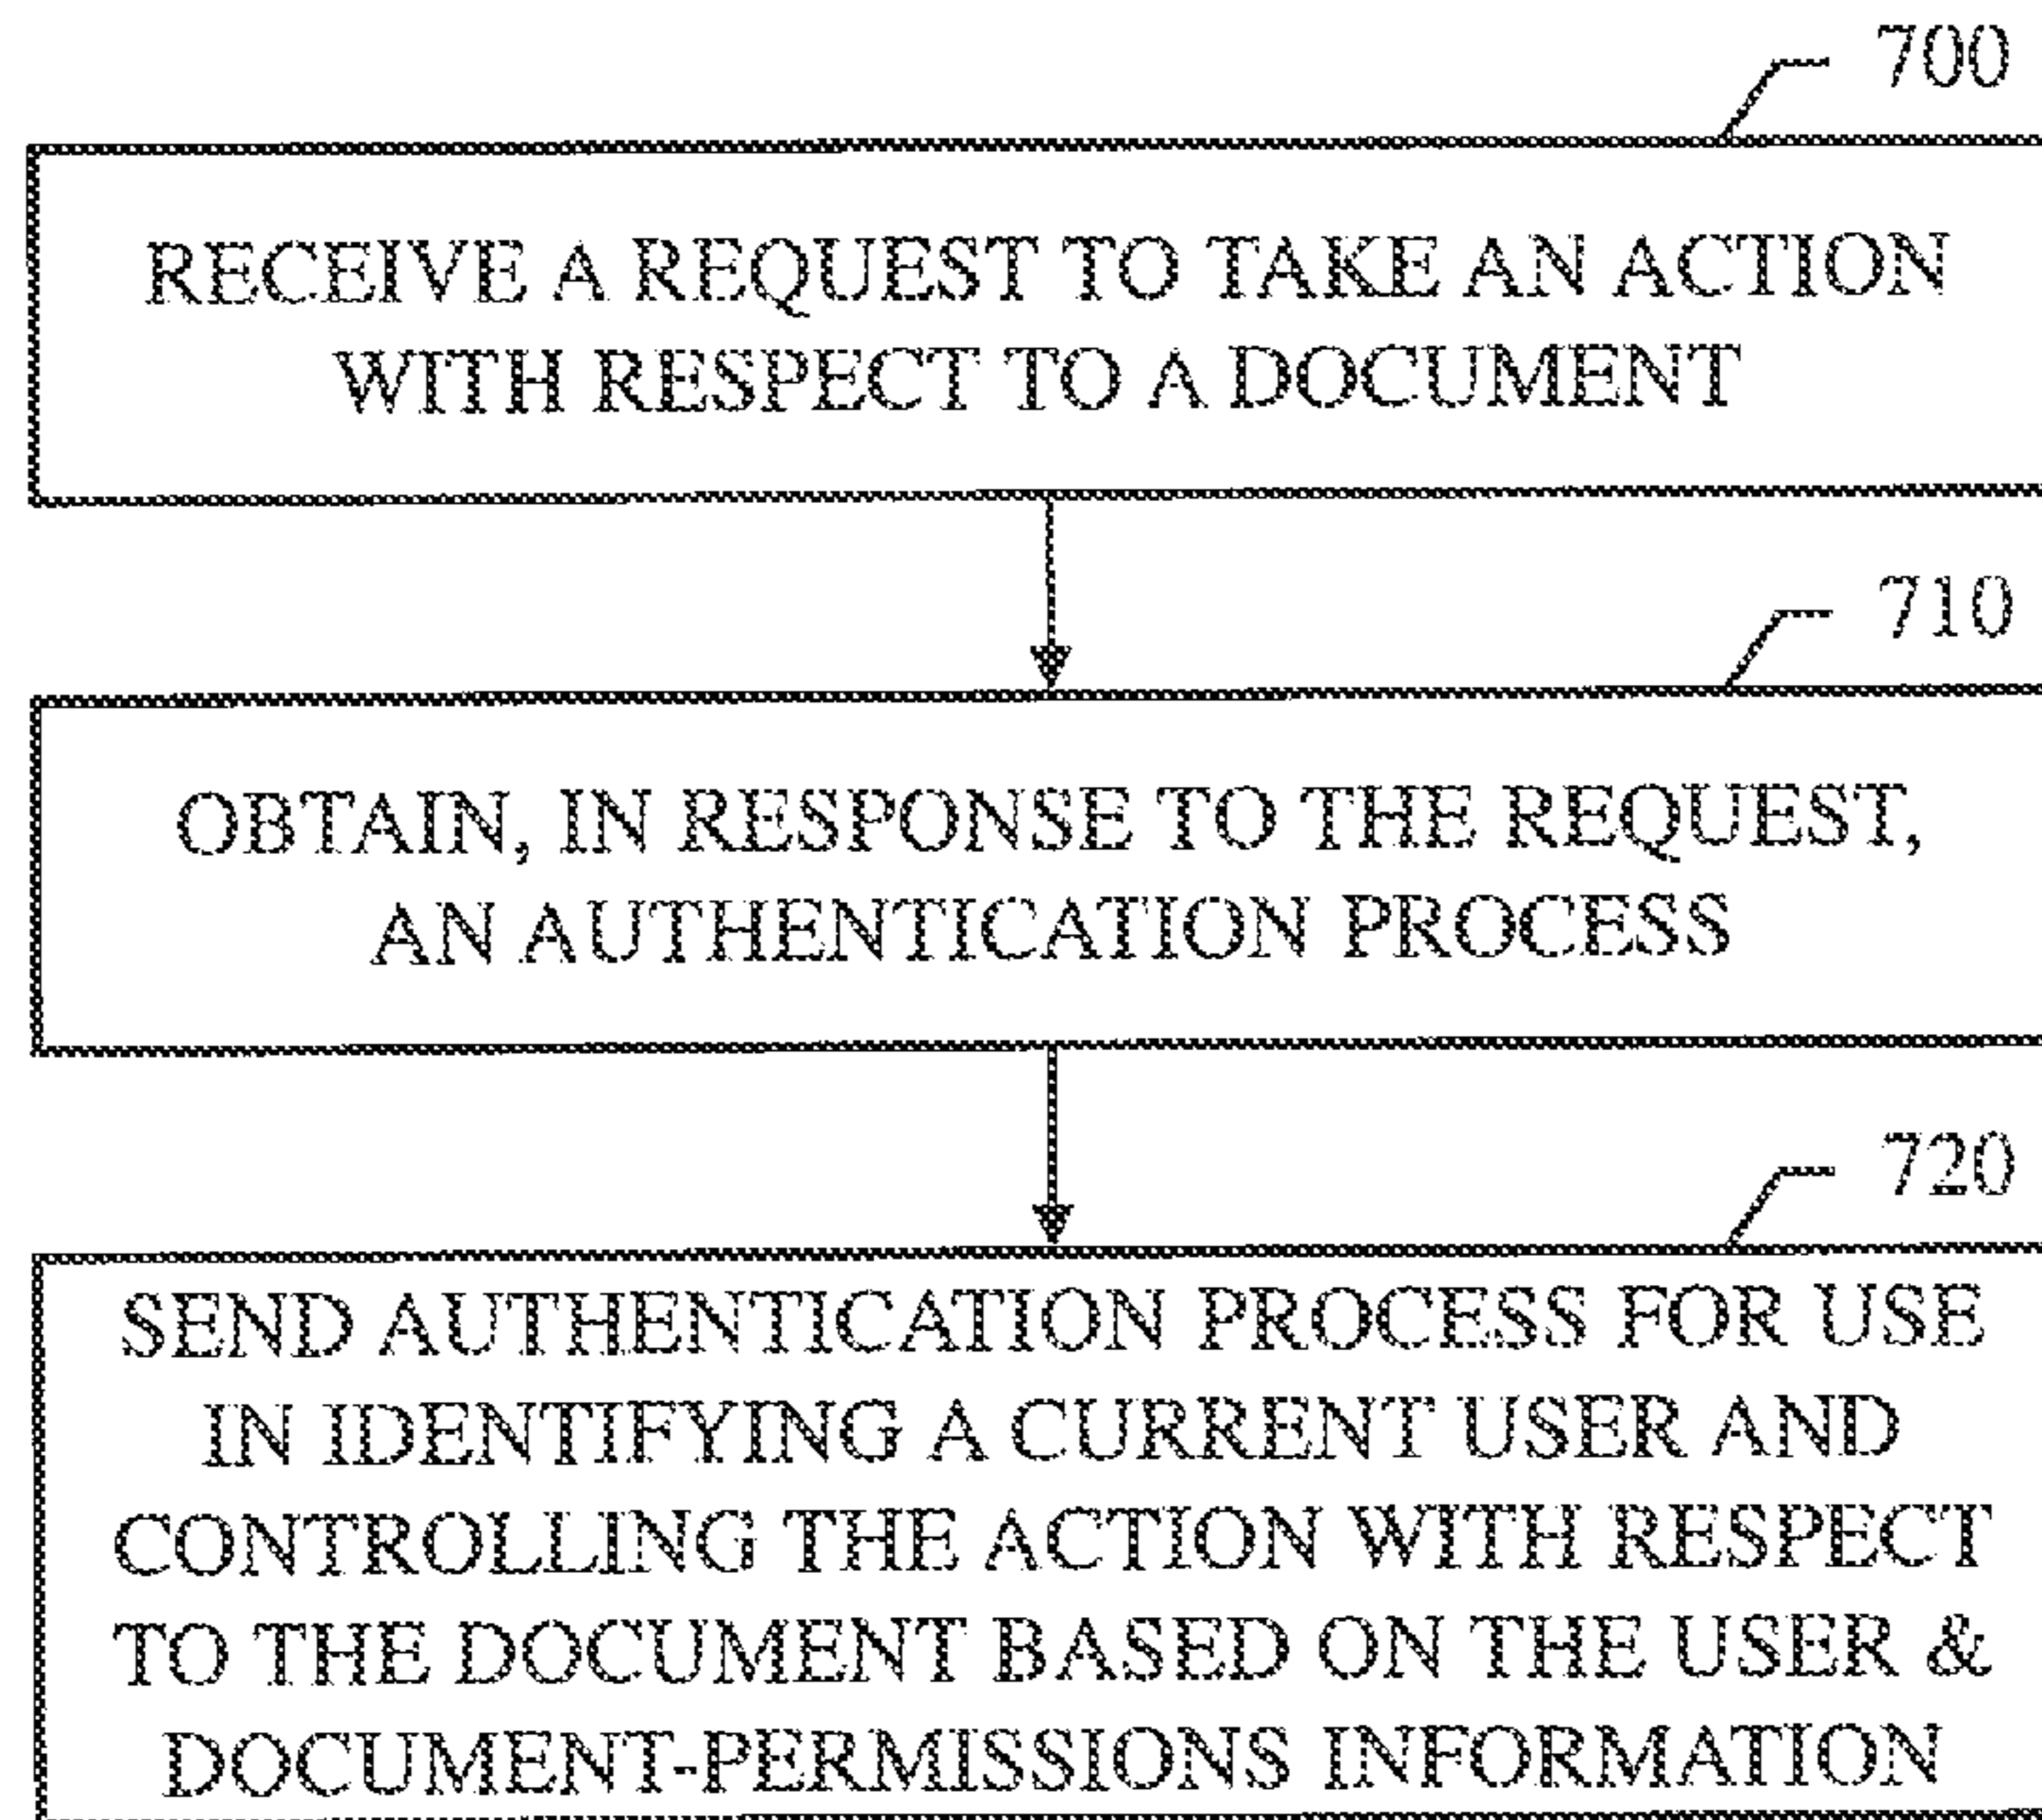 700
RECEIVE A REQUEST TO TAKE AN ACTION
WITH RESPECT TO A DOCUMENT
710
OBTAIN, IN RESPONSE TO THE REQUEST,
AN AUTHENTICATION PROCESS
720
SEND AUTHENTICATION PROCESS FOR USE
IN IDENTIFYING A CURRENT USER AND
CONTROLLING THE ACTION WITH RESPECT
TO THE DOCUMENT BASED ON THE USER &
DOCUMENT-PERMISSIONS INFORMATION